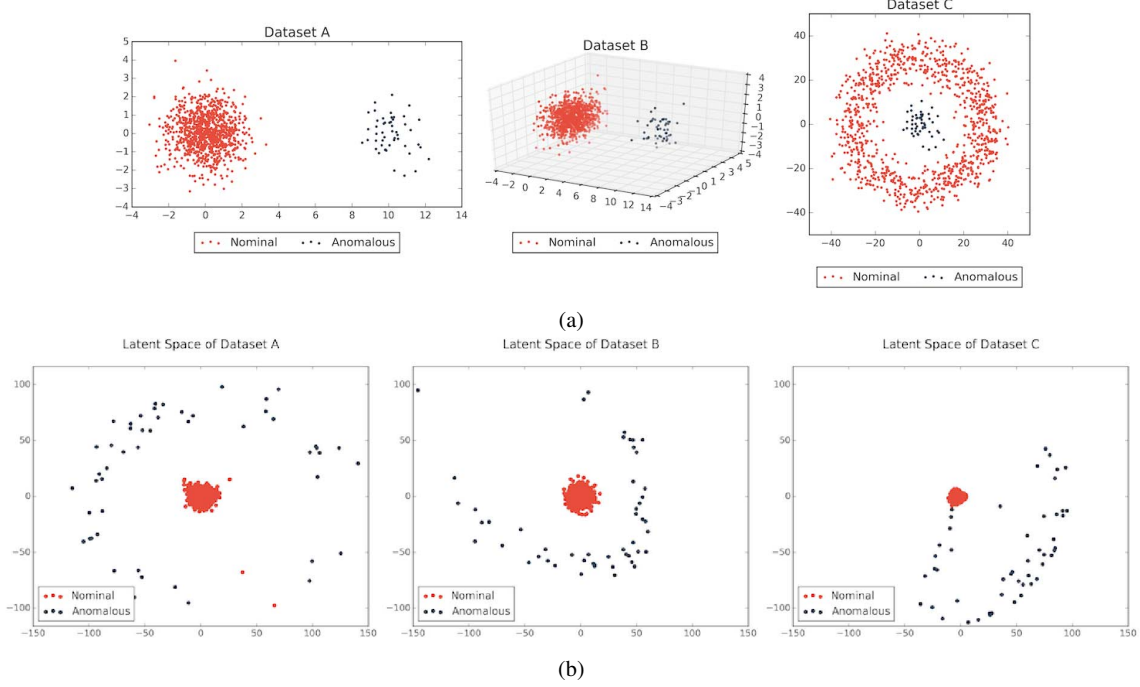 Dataset A
5
4
3
2
1
0
−1
−2
−3
−4
−4 −2 0 2 4 6 8 10 12 14
Nominal Anomalous
Dataset B
4
3
2
1
0
−1
−2
−3
−4
−4 −2 0 2 4 6 8 10 12 14
−4 −3 −2 −1 0 1 2 3 4 5
Nominal Anomalous
Dataset C
40
20
0
−20
−40
−40 −20 0 20 40
Nominal Anomalous
(a)
Latent Space of Dataset A
100
50
0
−50
−100
Nominal
Anomalous
−150 −100 −50 0 50 100 150
Latent Space of Dataset B
100
50
0
−50
−100
Nominal
Anomalous
−150 −100 −50 0 50 100 150
Latent Space of Dataset C
100
50
0
−50
−100
Nominal
Anomalous
−150 −100 −50 0 50 100 150
(b)